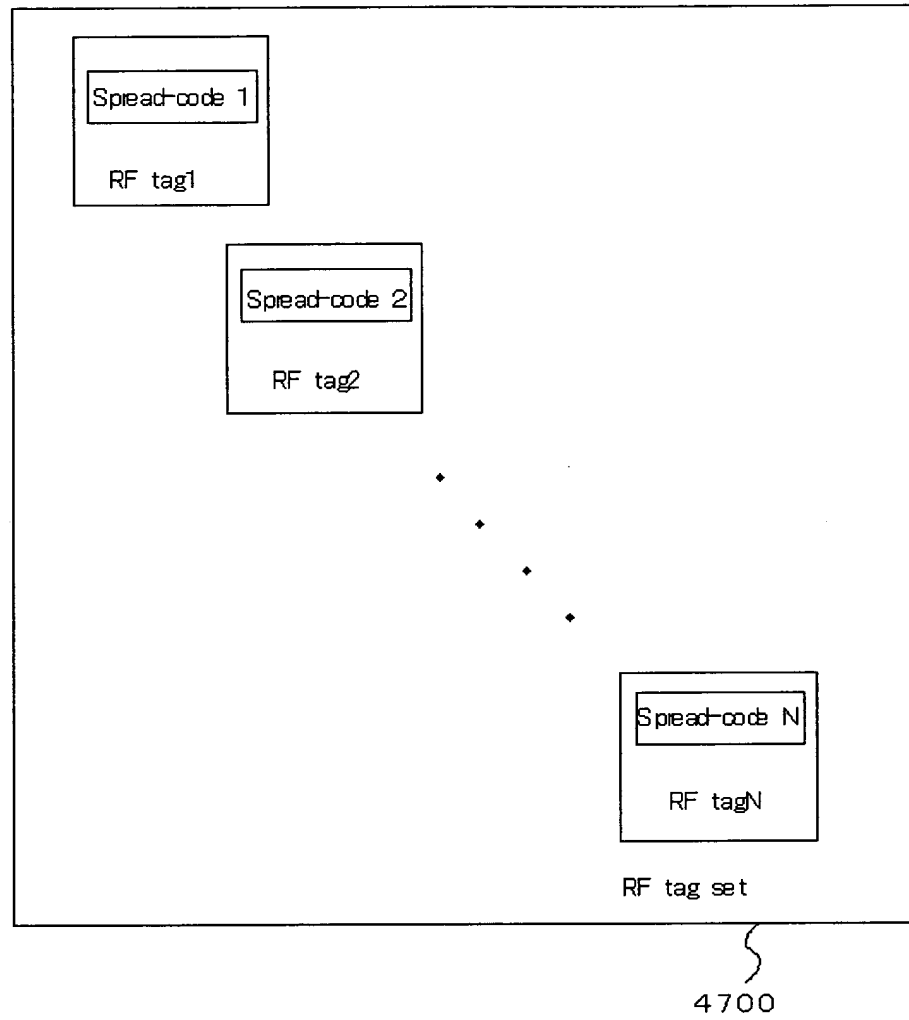 Spread-code 1
RF tag1
Spread-code 2
RF tag2
Spread-code N
RF tagN
RF tag set
4700